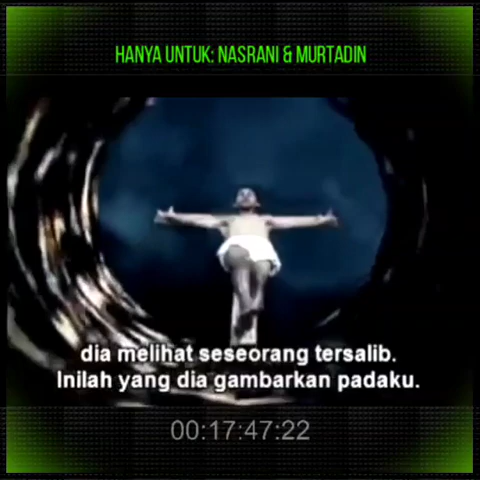 HANYA UNTUK: NASRANI & MURTADIN
dia melihat seseorang tersalib.
Inilah yang dia gambarkan padaku.
00:17:47:22